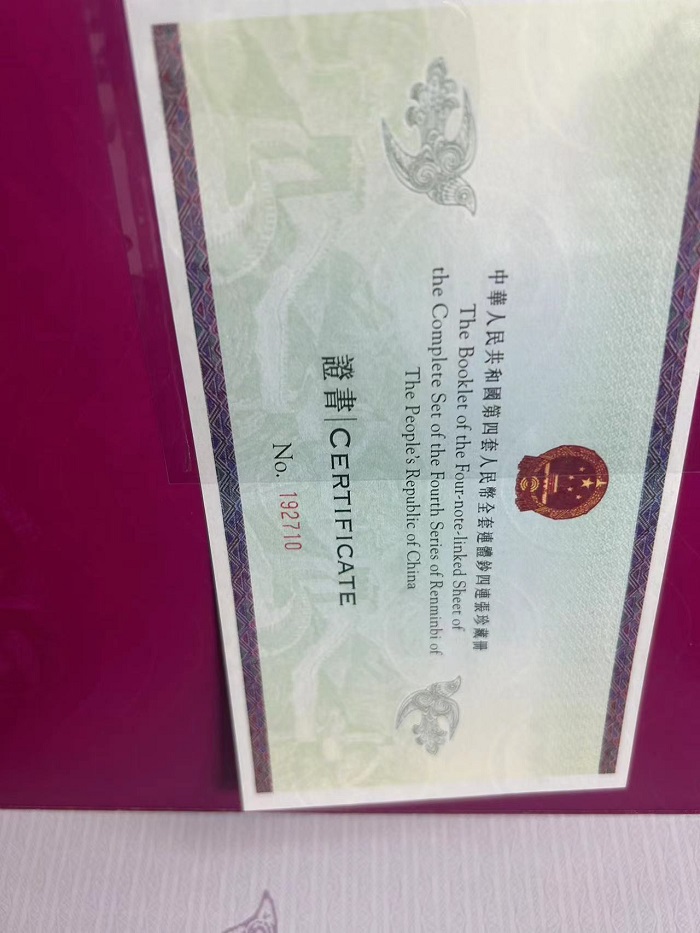 中華人民共和國第四套人民幣全套連體鈔四連張珍藏冊
The Booklet of the Four-note-linked Sheet of
the Complete Set of the Fourth Series of Renminbi of
The People's Republic of China
證書|CERTIFICATE
No. 192710